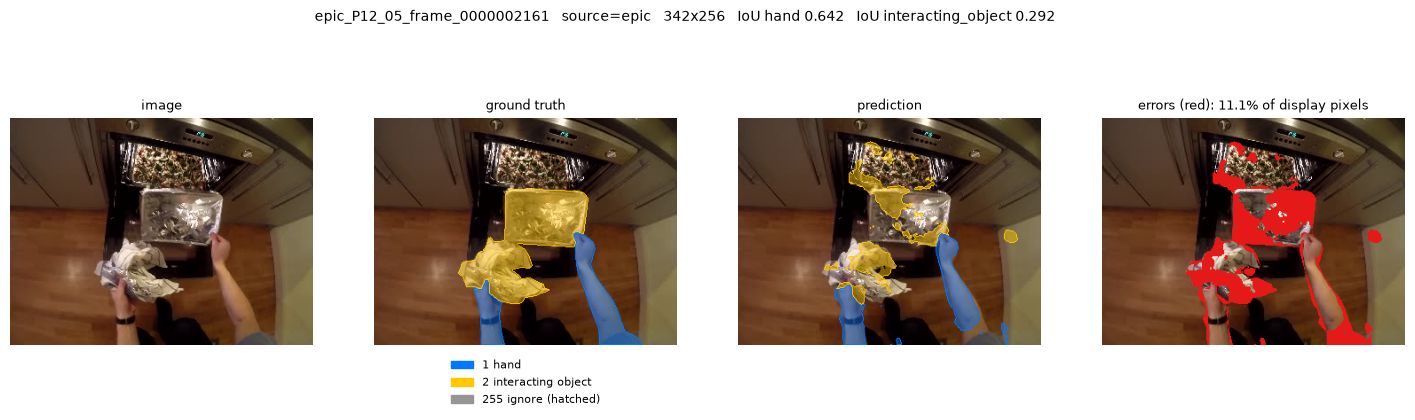 epic_P12_05_frame_0000002161   source=epic   342x256   IoU hand 0.642   IoU interacting_object 0.292
image
ground truth
prediction
errors (red): 11.1% of display pixels
1 hand
2 interacting object
255 ignore (hatched)